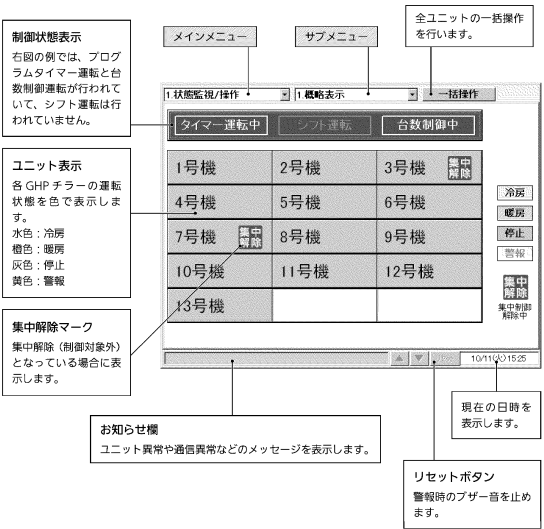 制御状態表示
右図の例では、プログ
ラムタイマー運転と台
数制御運転が行われて
いて、シフト運転は行
われていません。
メインメニュー
サブメニュー
全ユニットの一括操作
を行います。
1.状態監視/操作
1.概略表示
一括操作
タイマー運転中
シフト運転
台数制御中
ユニット表示
各GHPチラーの運転
状態を色で表示しま
す。
水色：冷房
橙色：暖房
灰色：停止
黄色：警報
1号機
2号機
3号機
集中
解除
4号機
5号機
6号機
7号機
集中
解除
8号機
9号機
10号機
11号機
12号機
13号機
冷房
暖房
停止
警報
集中
解除
集中制御
解除中
集中解除マーク
集中解除（制御対象外）
となっている場合に表
示します。
10/11(火)15:25
お知らせ欄
ユニット異常や通信異常などのメッセージを表示します。
現在の日時を
表示します。
リセットボタン
警報時のブザー音を止め
ます。